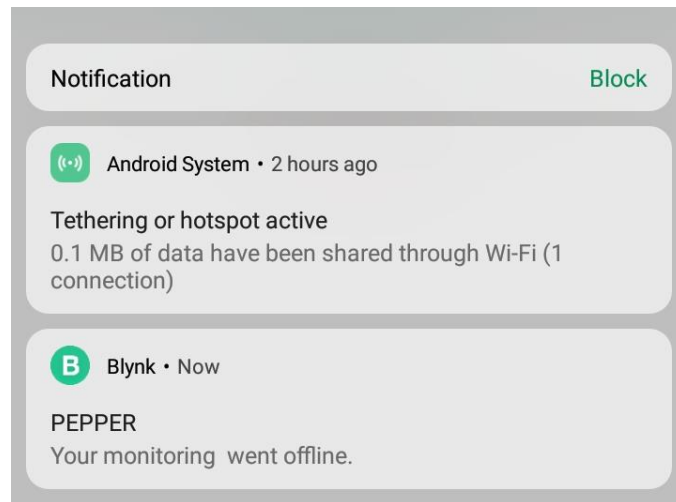 Notification Block
Android System • 2 hours ago
Tethering or hotspot active
0.1 MB of data have been shared through Wi-Fi (1
connection)
B Blynk • Now
PEPPER
Your monitoring  went offline.